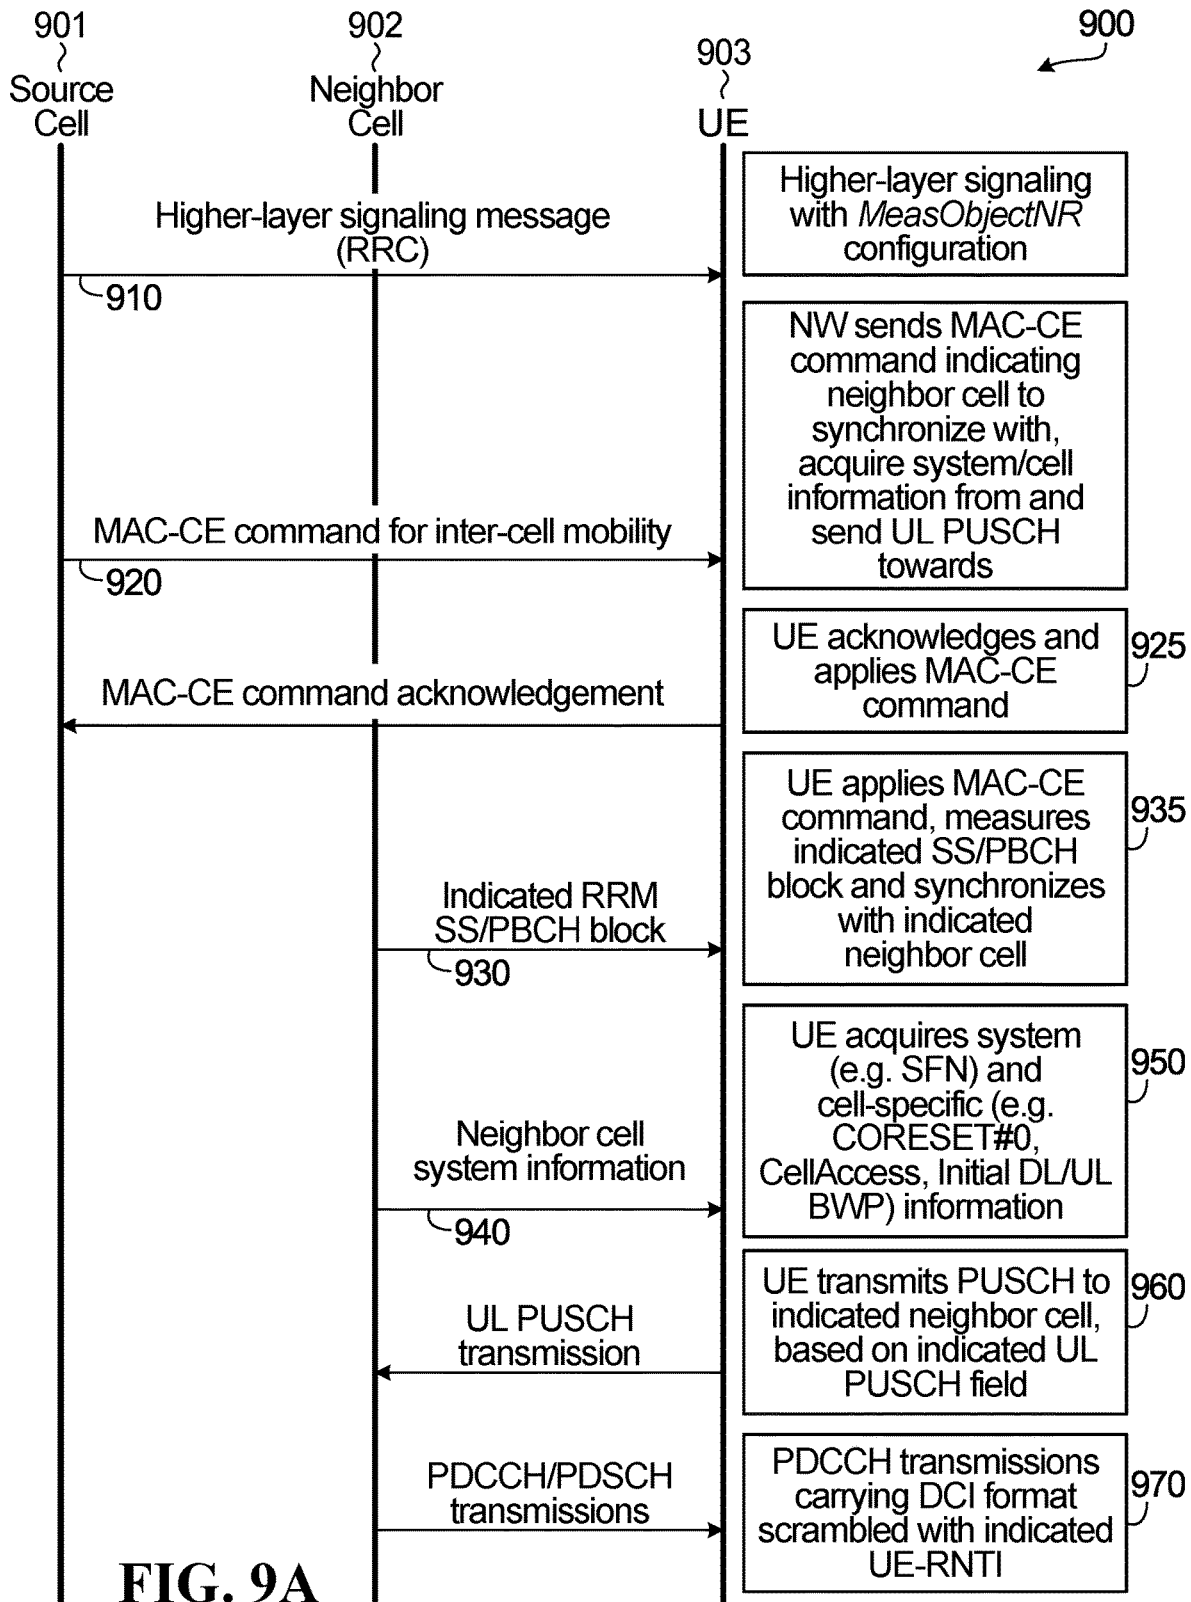 901
902
903
900
Source
Cell
Neighbor
Cell
UE
Higher-layer signaling message
(RRC)
910
Higher-layer signaling
with MeasObjectNR
configuration
NW sends MAC-CE
command indicating
neighbor cell to
synchronize with,
acquire system/cell
information from and
send UL PUSCH
towards
MAC-CE command for inter-cell mobility
920
UE acknowledges and
applies MAC-CE
command
925
MAC-CE command acknowledgement
UE applies MAC-CE
command, measures
indicated SS/PBCH
block and synchronizes
with indicated
neighbor cell
935
Indicated RRM
SS/PBCH block
930
UE acquires system
(e.g. SFN) and
cell-specific (e.g.
CORESET#0,
CellAccess, Initial DL/UL
BWP) information
950
Neighbor cell
system information
940
UE transmits PUSCH to
indicated neighbor cell,
based on indicated UL
PUSCH field
960
UL PUSCH
transmission
PDCCH/PDSCH
transmissions
PDCCH transmissions
carrying DCI format
scrambled with indicated
UE-RNTI
970
FIG. 9A